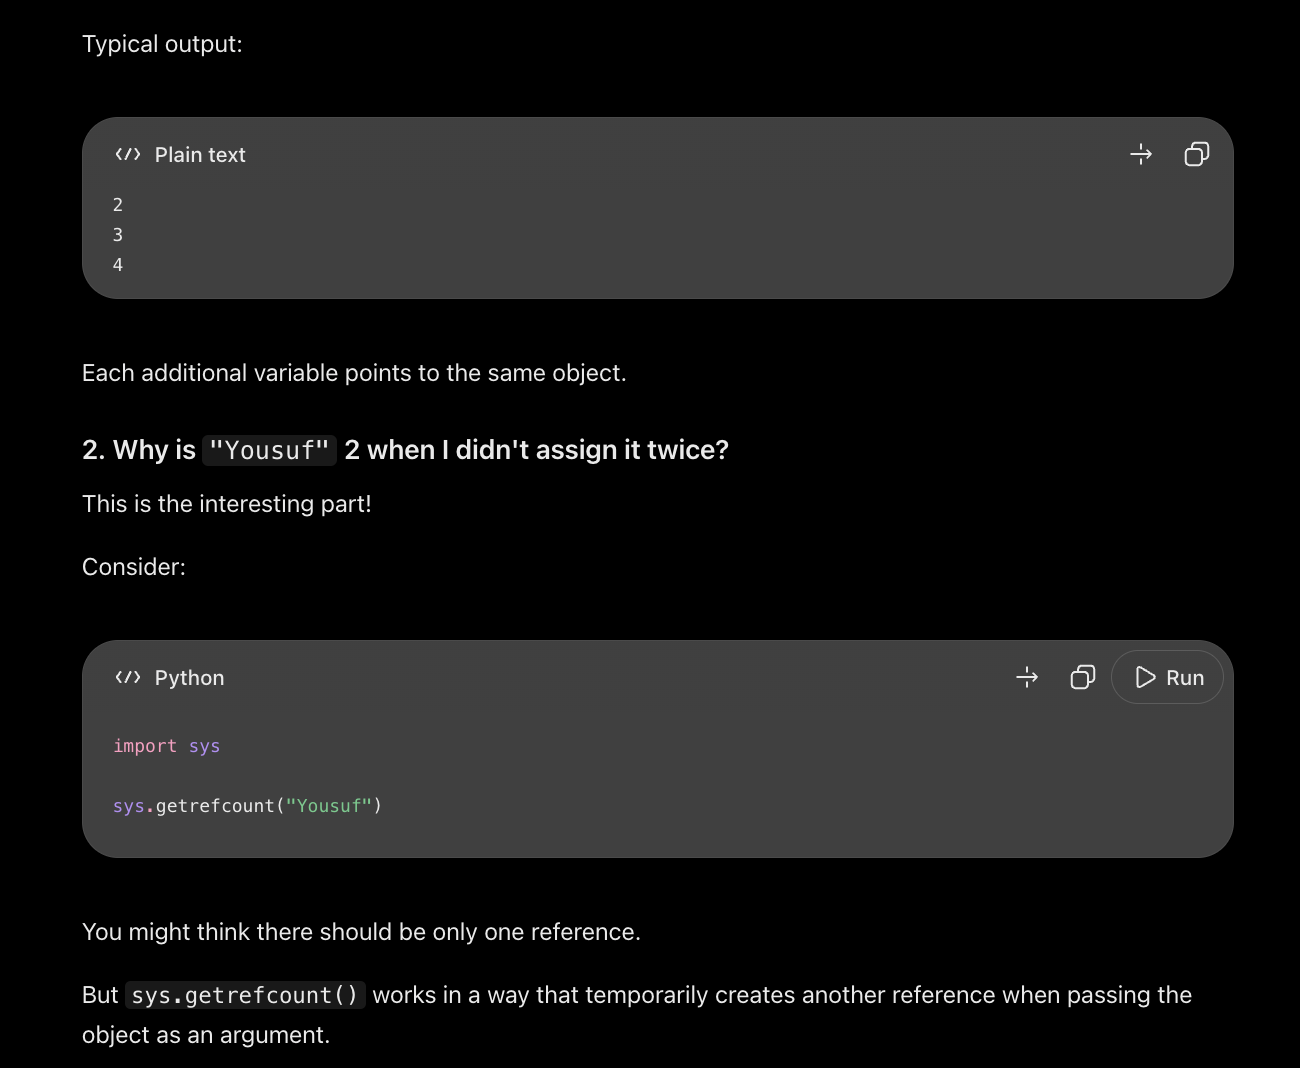 Typical output:
</> Plain text
2
3
4
Each additional variable points to the same object.
2. Why is "Yousuf" 2 when I didn't assign it twice?
This is the interesting part!
Consider:
</> Python Run
import sys
sys.getrefcount("Yousuf")
You might think there should be only one reference.
But sys.getrefcount() works in a way that temporarily creates another reference when passing the
object as an argument.